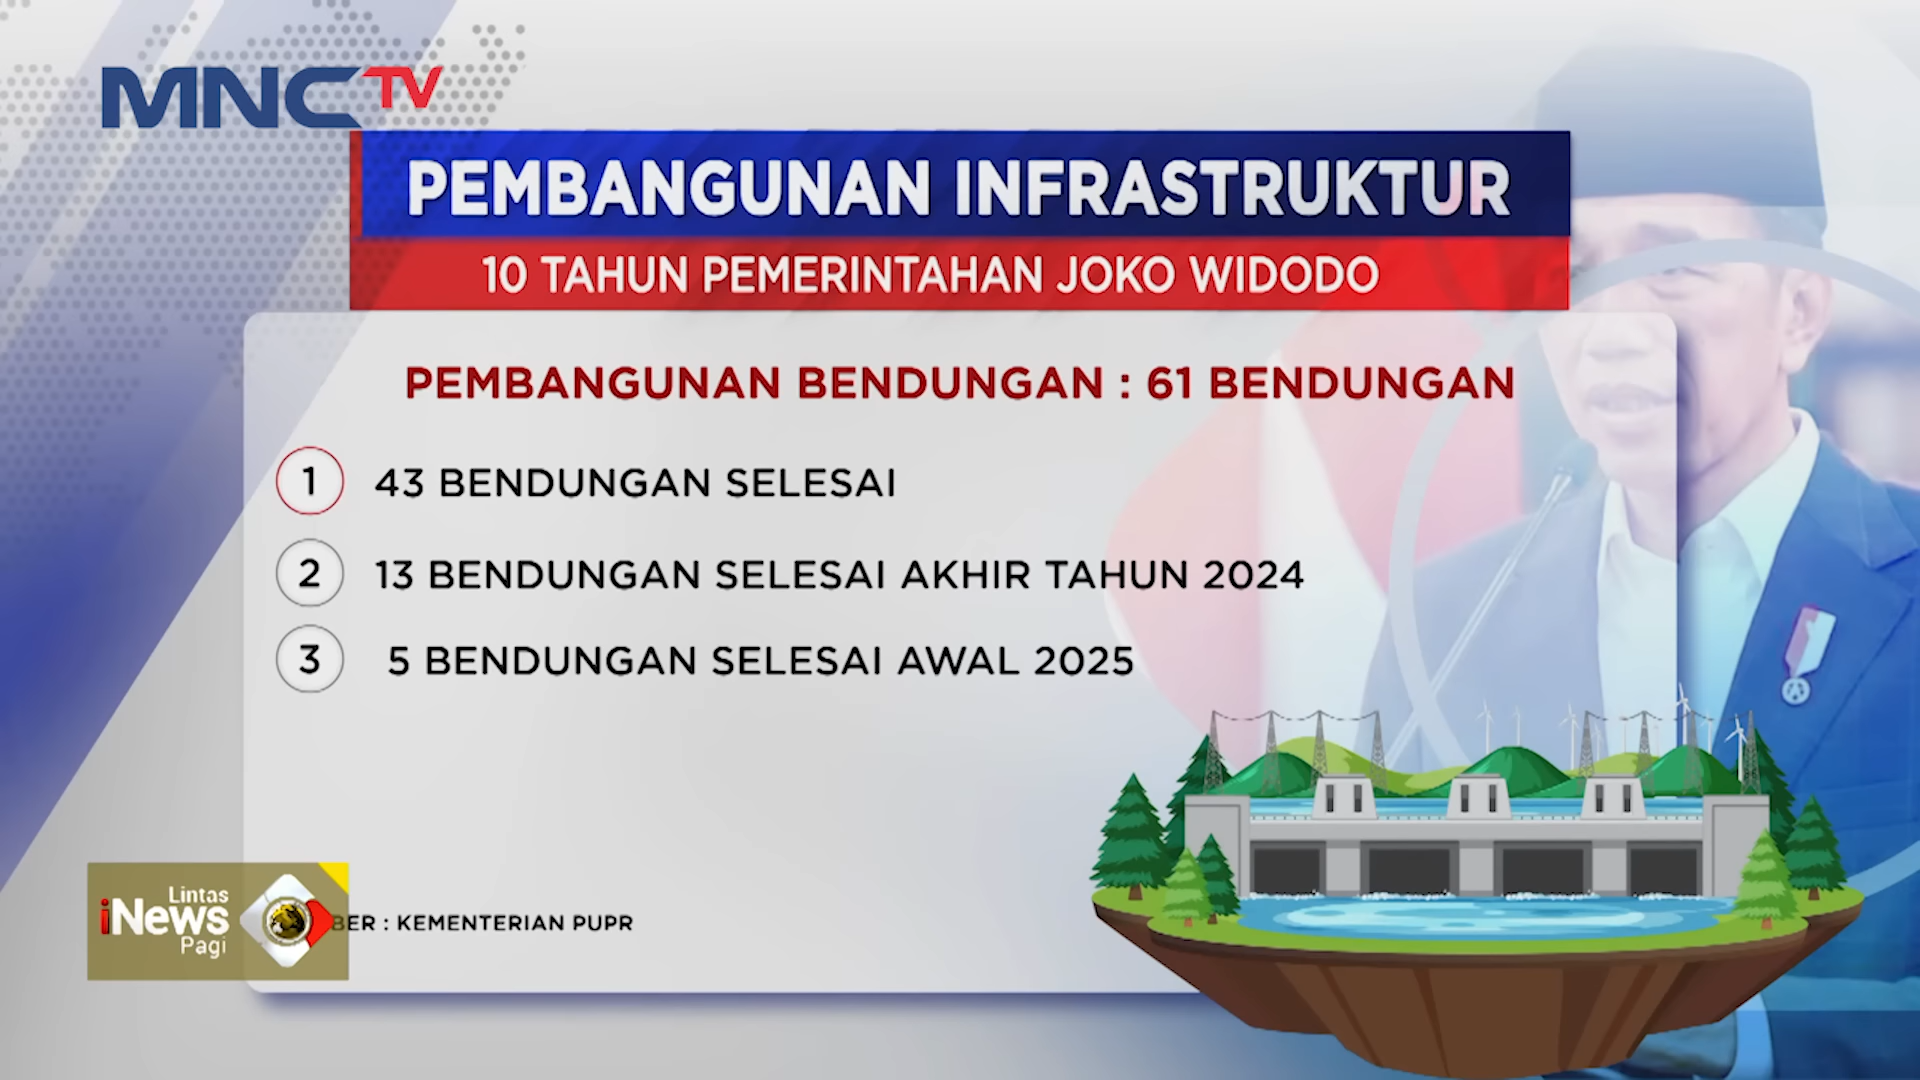 MNCTV
PEMBANGUNAN INFRASTRUKTUR
10 TAHUN PEMERINTAHAN JOKO WIDODO
PEMBANGUNAN BENDUNGAN : 61 BENDUNGAN
1 43 BENDUNGAN SELESAI
2 13 BENDUNGAN SELESAI AKHIR TAHUN 2024
3 5 BENDUNGAN SELESAI AWAL 2025
Lintas
iNews
Pagi
: KEMENTERIAN PUPR